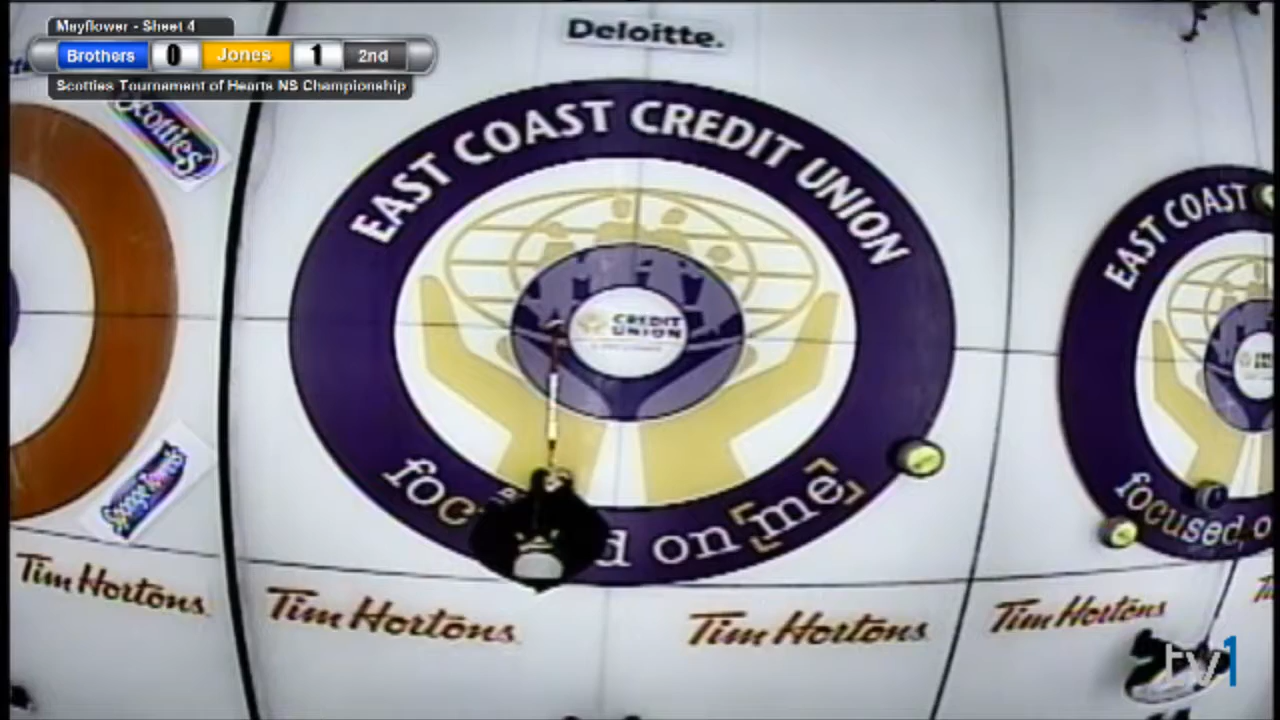 Mayflower - Sheet 4
Brothers 0 Jones 1 2nd
Scotties Tournament of Hearts NS Championship
Deloitte.
Scotties
EAST COAST CREDIT UNION
EAST COAST
CREDIT
UNION
focused on [me]
focused o
Tim Hortons
Tim Hortons
Tim Hortons
Tim Hortons
tv1